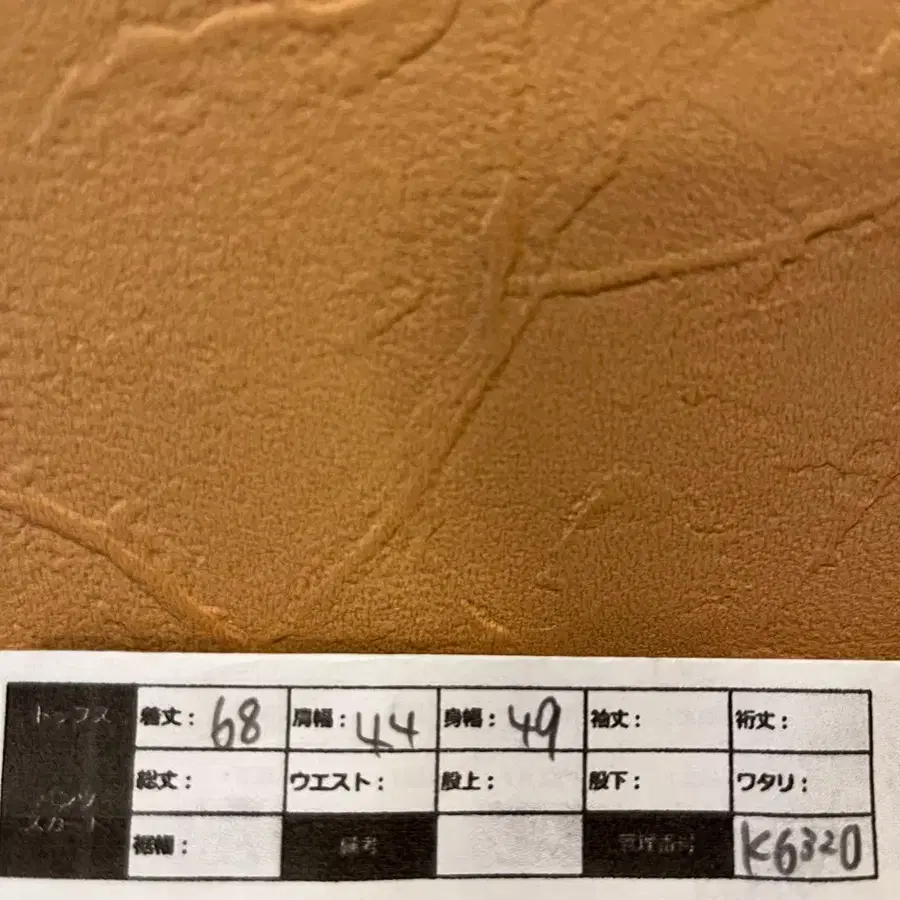 トップス 着丈: 68 肩幅: 44 身幅: 49 袖丈: 裄丈:
パンツ 総丈: ウエスト: 股上: 股下: ワタリ:
スカート 裾幅: 備考 管理番号 K6320